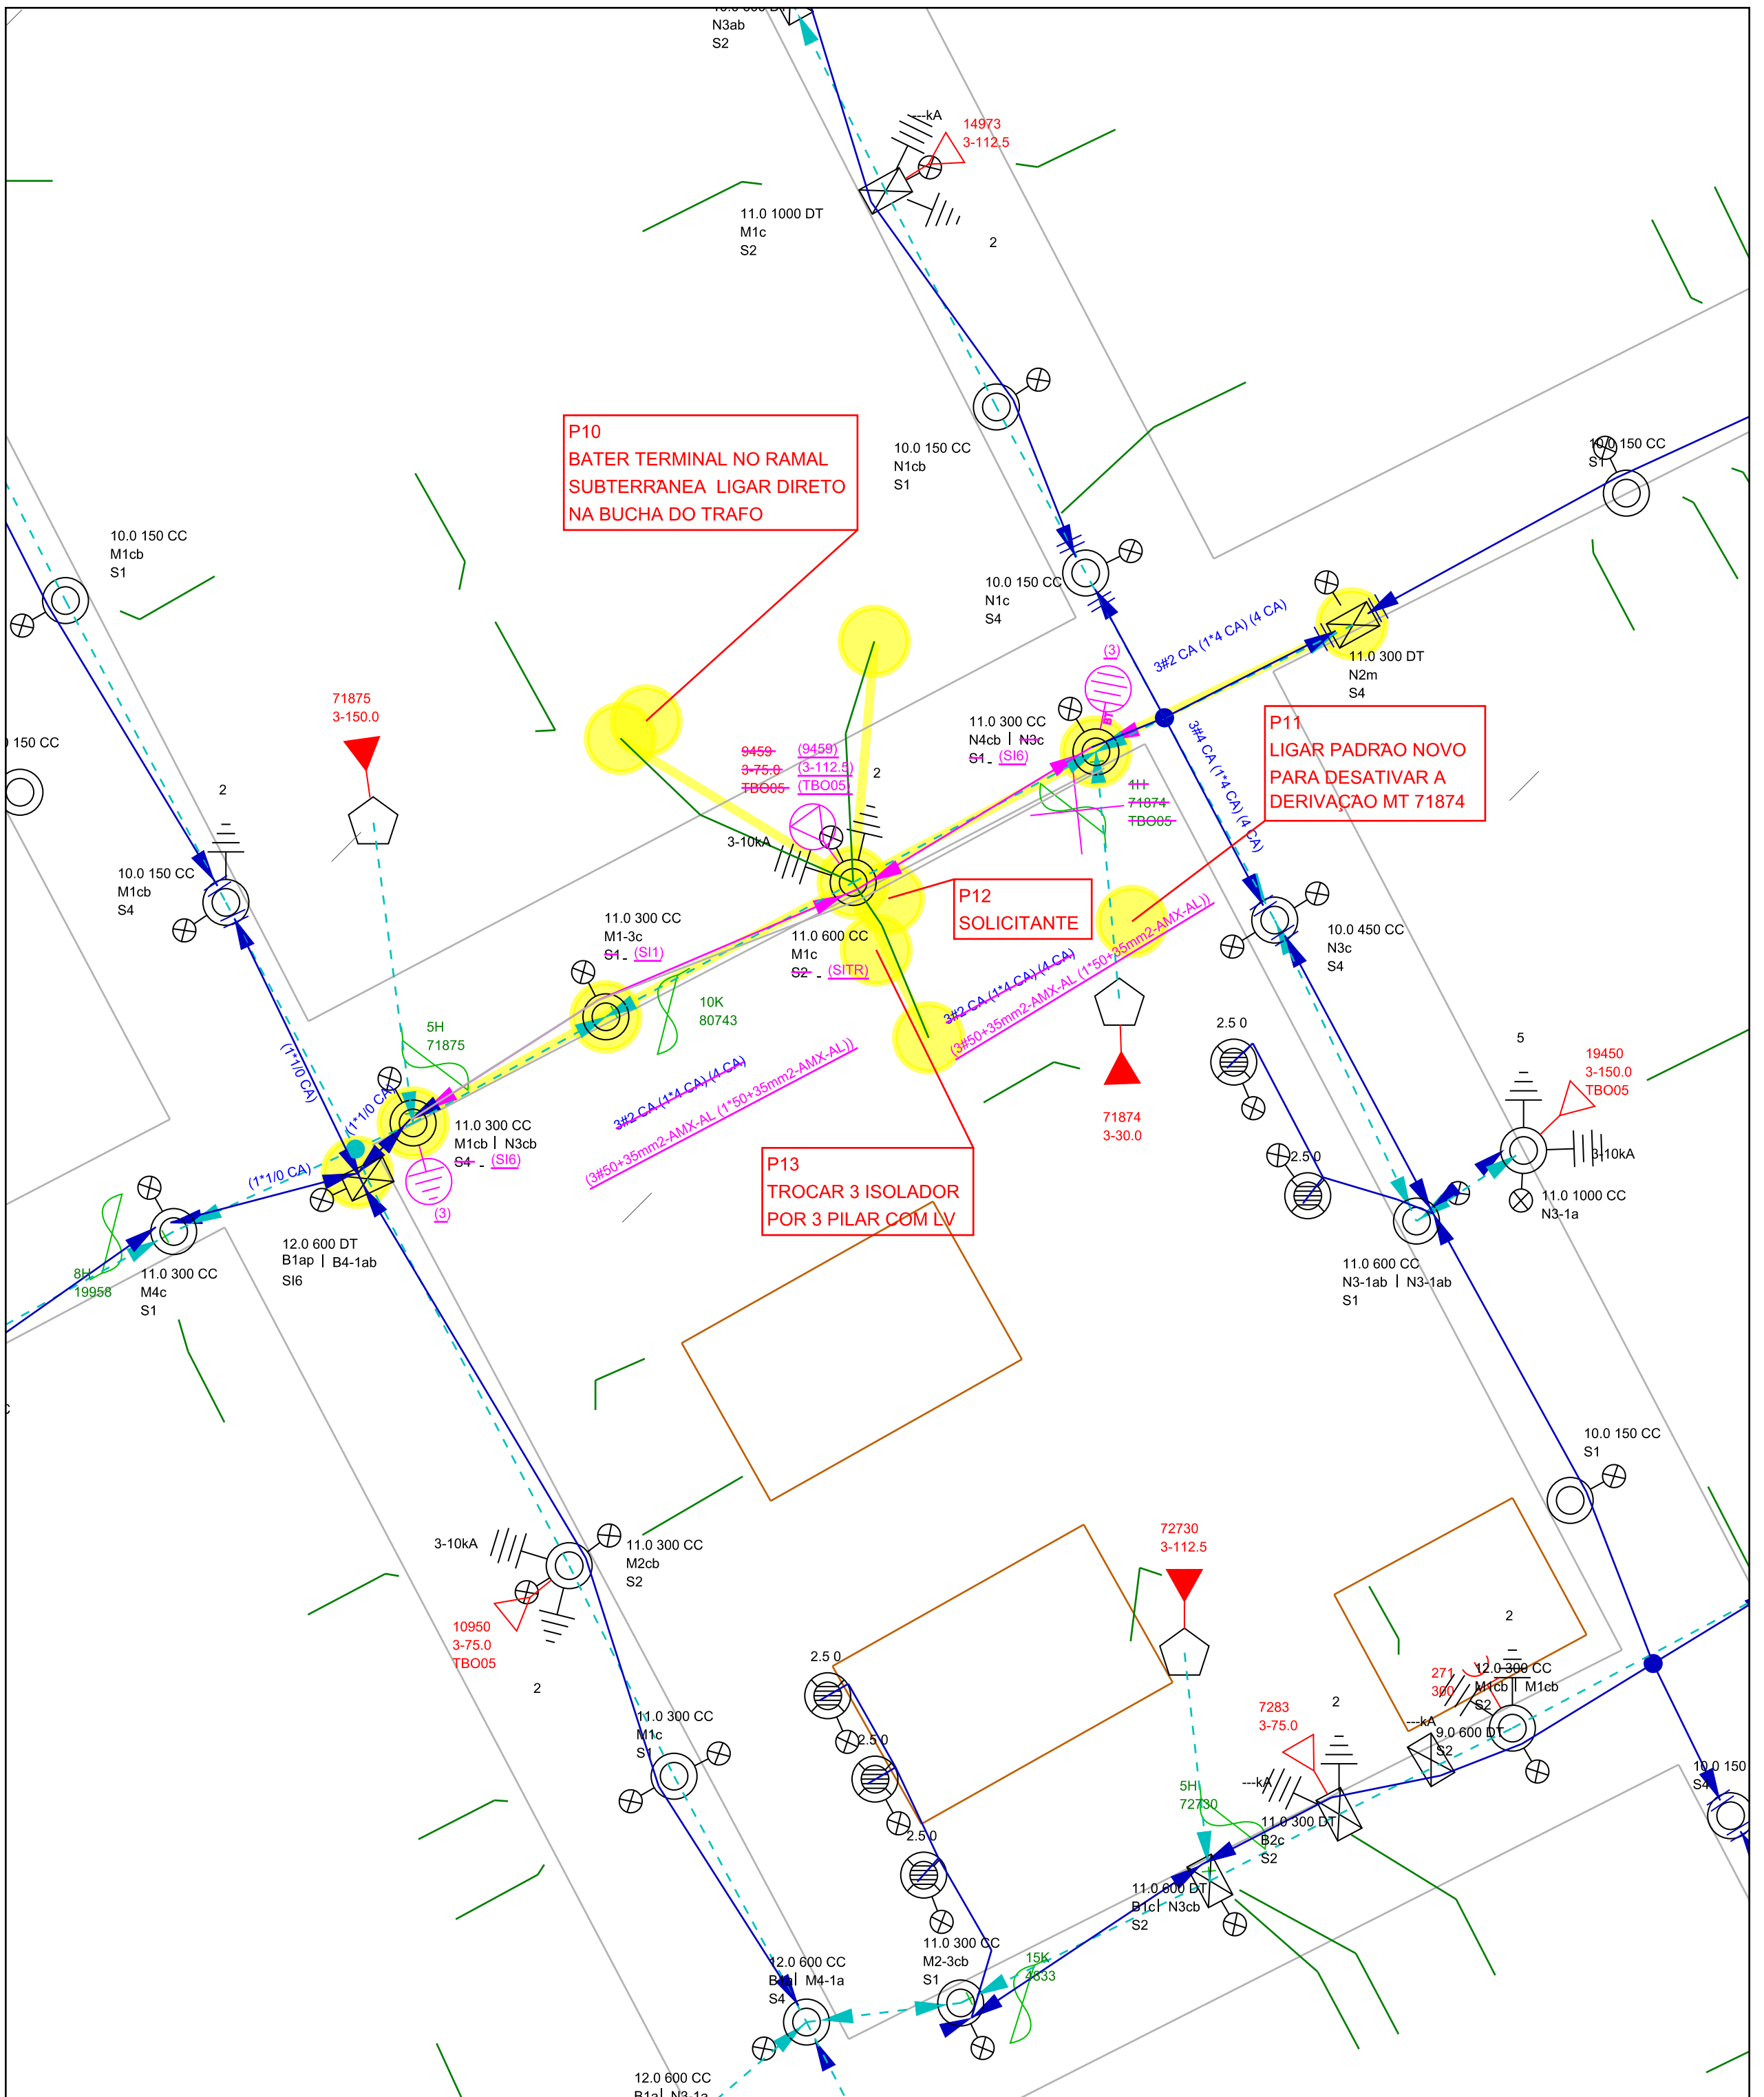 N3ab
S2
---kA
14973
3-112.5
11.0 1000 DT
M1c
S2
2
10.0 150 CC
N1cb
S1
10.0 150 CC
S1
P10
BATER TERMINAL NO RAMAL
SUBTERRÂNEA LIGAR DIRETO
NA BUCHA DO TRAFO
10.0 150 CC
M1cb
S1
10.0 150 CC
N1c
S4
3#2 CA (1*4 CA) (4 CA)
11.0 300 DT
N2m
S4
71875
3-150.0
150 CC
2
(3)
BT
11.0 300 CC
N4cb | N3c
S1 - (SI6)
9459 (9459)
3-75.0 (3-112.5)
TBO05 (TBO05)
2
3-10kA
1H
71874
TBO05
3#4 CA (1*4 CA) (4 CA)
P11
LIGAR PADRÃO NOVO
PARA DESATIVAR A
DERIVAÇÃO MT 71874
10.0 150 CC
M1cb
S4
P12
SOLICITANTE
11.0 300 CC
M1-3c
S1 - (SI1)
11.0 600 CC
M1c
S2 - (SITR)
10.0 450 CC
N3c
S4
3#2 CA (1*4 CA) (4 CA)
(3#50+35mm2-AMX-AL (1*50+35mm2-AMX-AL))
10K
80743
5H
71875
(1*1/0 CA)
(1*1/0 CA)
(1*1/0 CA)
3#2 CA (1*4 CA) (4 CA)
(3#50+35mm2-AMX-AL (1*50+35mm2-AMX-AL))
11.0 300 CC
M1cb | N3cb
S4 - (SI6)
(3)
71874
3-30.0
2.5 0
2.5 0
5
19450
3-150.0
TBO05
3-10kA
11.0 1000 CC
N3-1a
P13
TROCAR 3 ISOLADOR
POR 3 PILAR COM LV
12.0 600 DT
B1ap | B4-1ab
SI6
8H
19958
11.0 300 CC
M4c
S1
11.0 600 CC
N3-1ab | N3-1ab
S1
10.0 150 CC
S1
3-10kA
11.0 300 CC
M2cb
S2
10950
3-75.0
TBO05
2
72730
3-112.5
2.5 0
2.5 0
2.5 0
11.0 300 CC
M1c
S1
2
7283
3-75.0
---kA
2
271
300
12.0 300 CC
M1cb | M1cb
S2
---kA
9.0 600 DT
S2
10.0 150
S4
5H
72730
11.0 300 DT
B2c
S2
11.0 600 DT
B1c| N3cb
S2
11.0 300 CC
M2-3cb
S1
15K
4833
12.0 600 CC
M4-1a
S4
12.0 600 CC
B1a| N3-1a